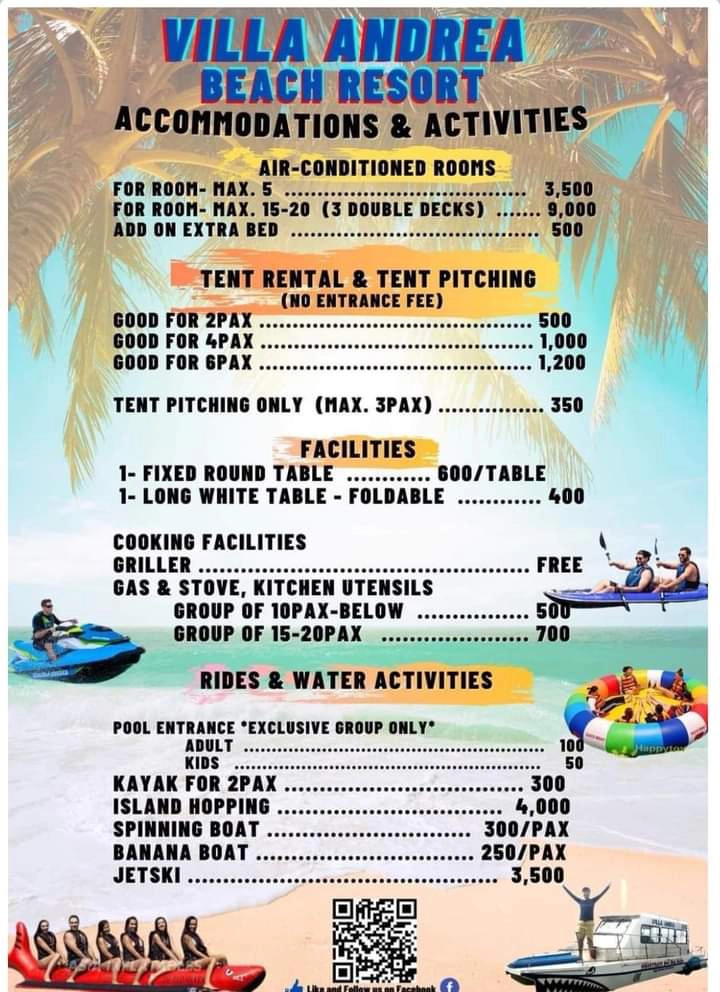 VILLA ANDREA
BEACH RESORT
ACCOMMODATIONS & ACTIVITIES
AIR-CONDITIONED ROOMS
FOR ROOM- MAX. 5 .................................. 3,500
FOR ROOM- MAX. 15-20 (3 DOUBLE DECKS) ....... 9,000
ADD ON EXTRA BED .................................. 500
TENT RENTAL & TENT PITCHING
(NO ENTRANCE FEE)
GOOD FOR 2PAX ...................................... 500
GOOD FOR 4PAX ...................................... 1,000
GOOD FOR 6PAX ...................................... 1,200
TENT PITCHING ONLY (MAX. 3PAX) ................ 350
FACILITIES
1- FIXED ROUND TABLE ............ 600/TABLE
1- LONG WHITE TABLE - FOLDABLE ............ 400
COOKING FACILITIES
GRILLER ............................................... FREE
GAS & STOVE, KITCHEN UTENSILS
GROUP OF 10PAX-BELOW ................ 500
GROUP OF 15-20PAX ..................... 700
RIDES & WATER ACTIVITIES
POOL ENTRANCE *EXCLUSIVE GROUP ONLY*
ADULT .................................................. 100
KIDS .................................................. 50
KAYAK FOR 2PAX .................................. 300
ISLAND HOPPING ................................ 4,000
SPINNING BOAT ............................. 300/PAX
BANANA BOAT ............................... 250/PAX
JETSKI ............................................ 3,500
Happytoy
VILLA ANDREA
Like and Follow us on Facebook